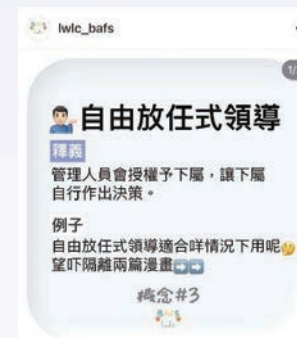 lwlc_bafs
1/
💁🏻‍♂️自由放任式領導
釋義
管理人員會授權予下屬，讓下屬
自行作出決策。
例子
自由放任式領導適合咩情況下用呢🤔
望吓隔離兩篇漫畫➡️➡️
概念#3